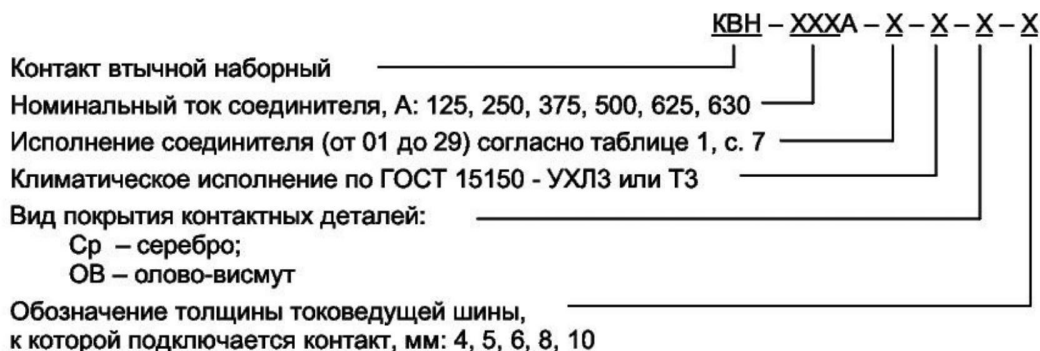 КВН – ХХХА – Х – Х – Х – Х
Контакт втычной наборный
Номинальный ток соединителя, А: 125, 250, 375, 500, 625, 630
Исполнение соединителя (от 01 до 29) согласно таблице 1, с. 7
Климатическое исполнение по ГОСТ 15150 - УХЛ3 или Т3
Вид покрытия контактных деталей:
Ср – серебро;
ОВ – олово-висмут
Обозначение толщины токоведущей шины,
к которой подключается контакт, мм: 4, 5, 6, 8, 10